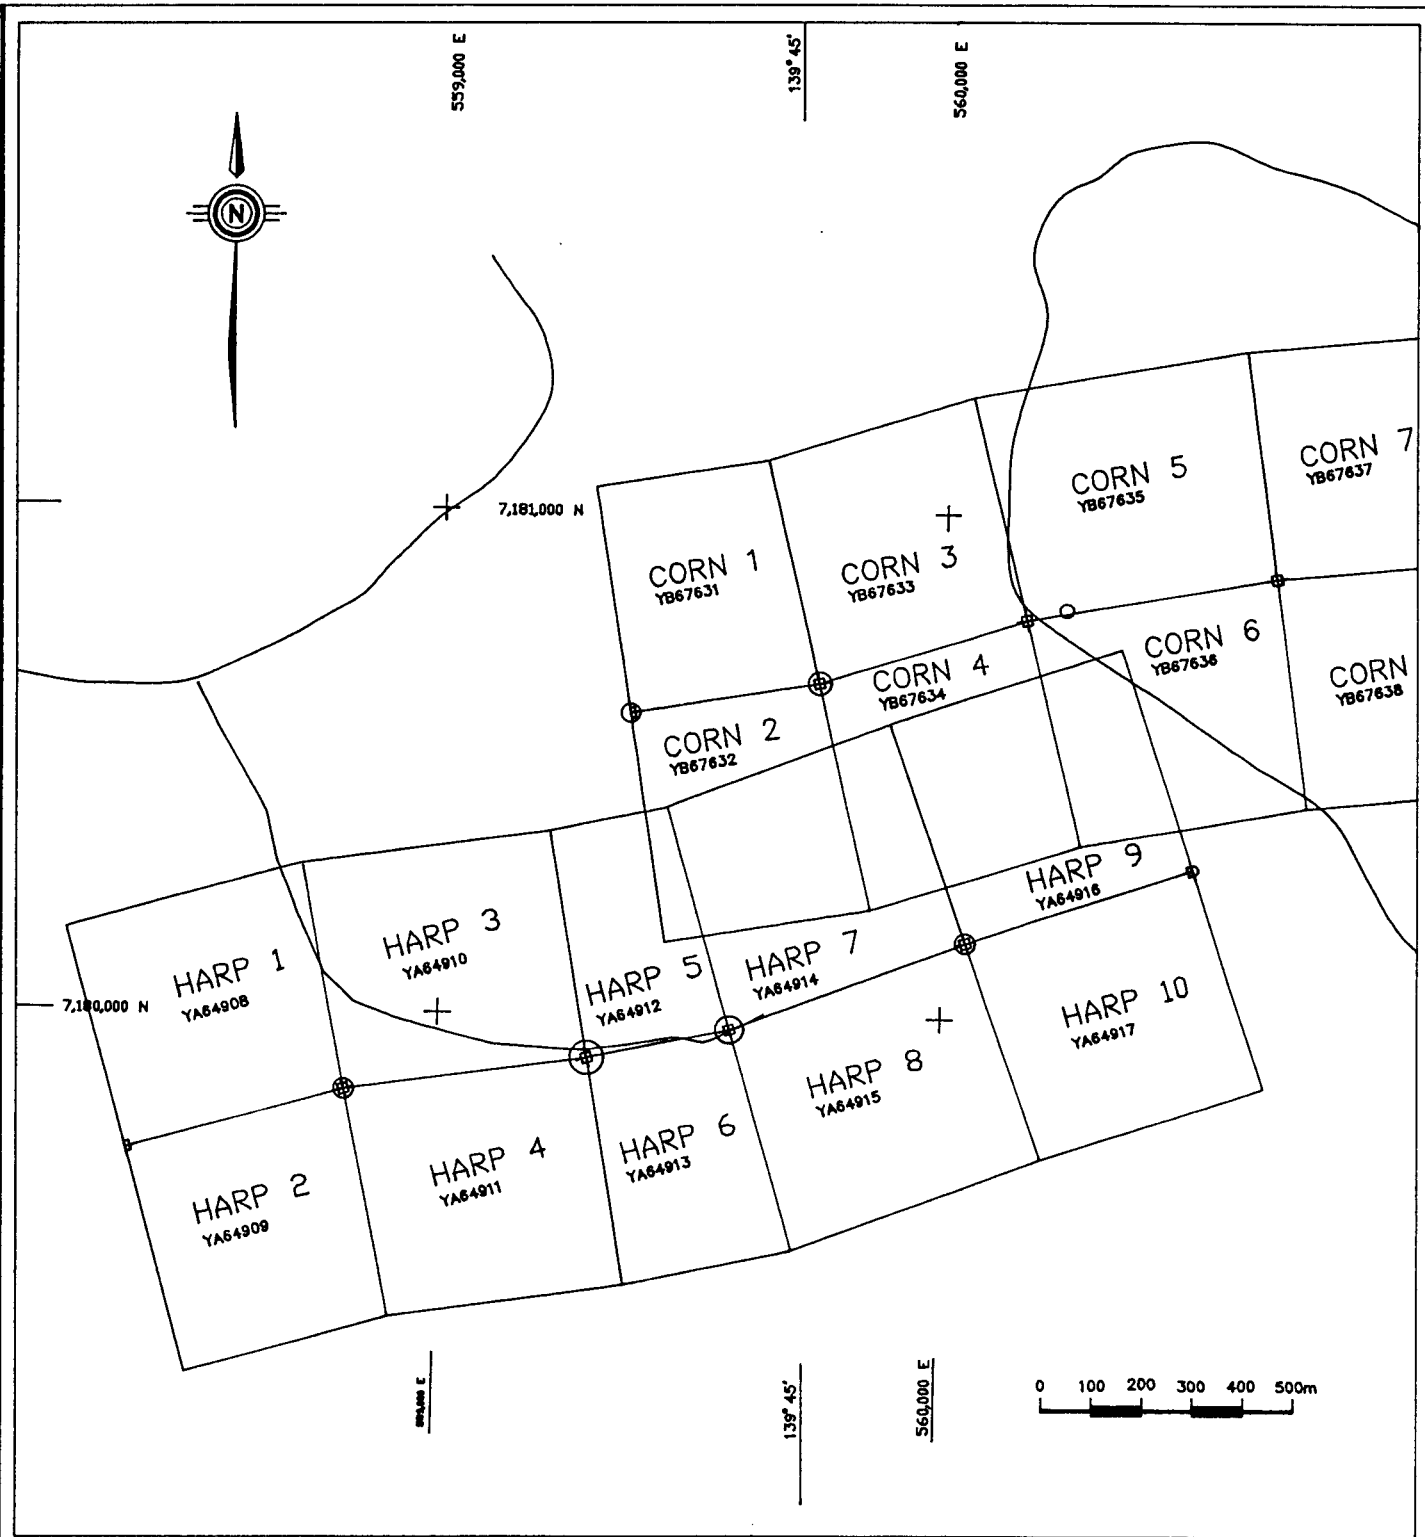 559,000 E
139° 45'
560,000 E
N
7,181,000 N
CORN 1
YB67631
CORN 3
YB67633
CORN 5
YB67635
CORN 7
YB67637
CORN 2
YB67632
CORN 4
YB67634
CORN 6
YB67636
CORN
YB67638
7,180,000 N
HARP 1
YA64908
HARP 3
YA64910
HARP 5
YA64912
HARP 7
YA64914
HARP 9
YA64916
HARP 2
YA64909
HARP 4
YA64911
HARP 6
YA64913
HARP 8
YA64915
HARP 10
YA64917
139° 45'
560,000 E
0 100 200 300 400 500m